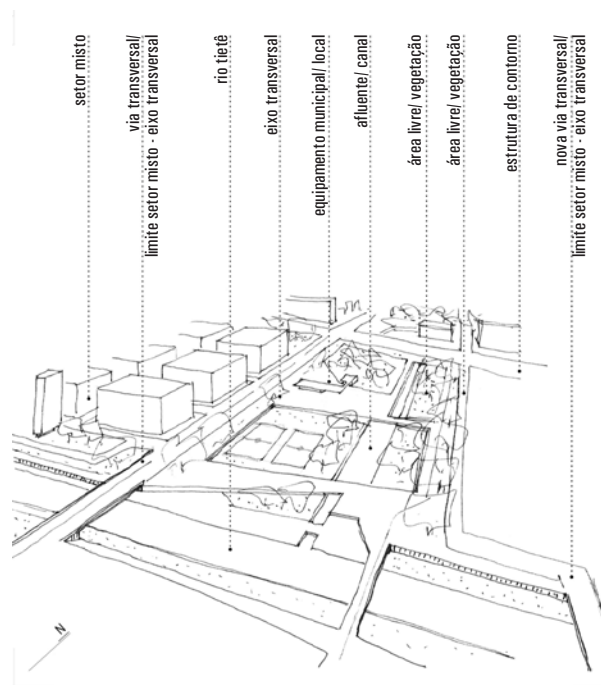 setor misto
via transversal/
limite setor misto - eixo transversal
rio tietê
eixo transversal
equipamento municipal/ local
afluente/ canal
área livre/ vegetação
área livre/ vegetação
estrutura de contorno
nova via transversal/
limite setor misto - eixo transversal
N